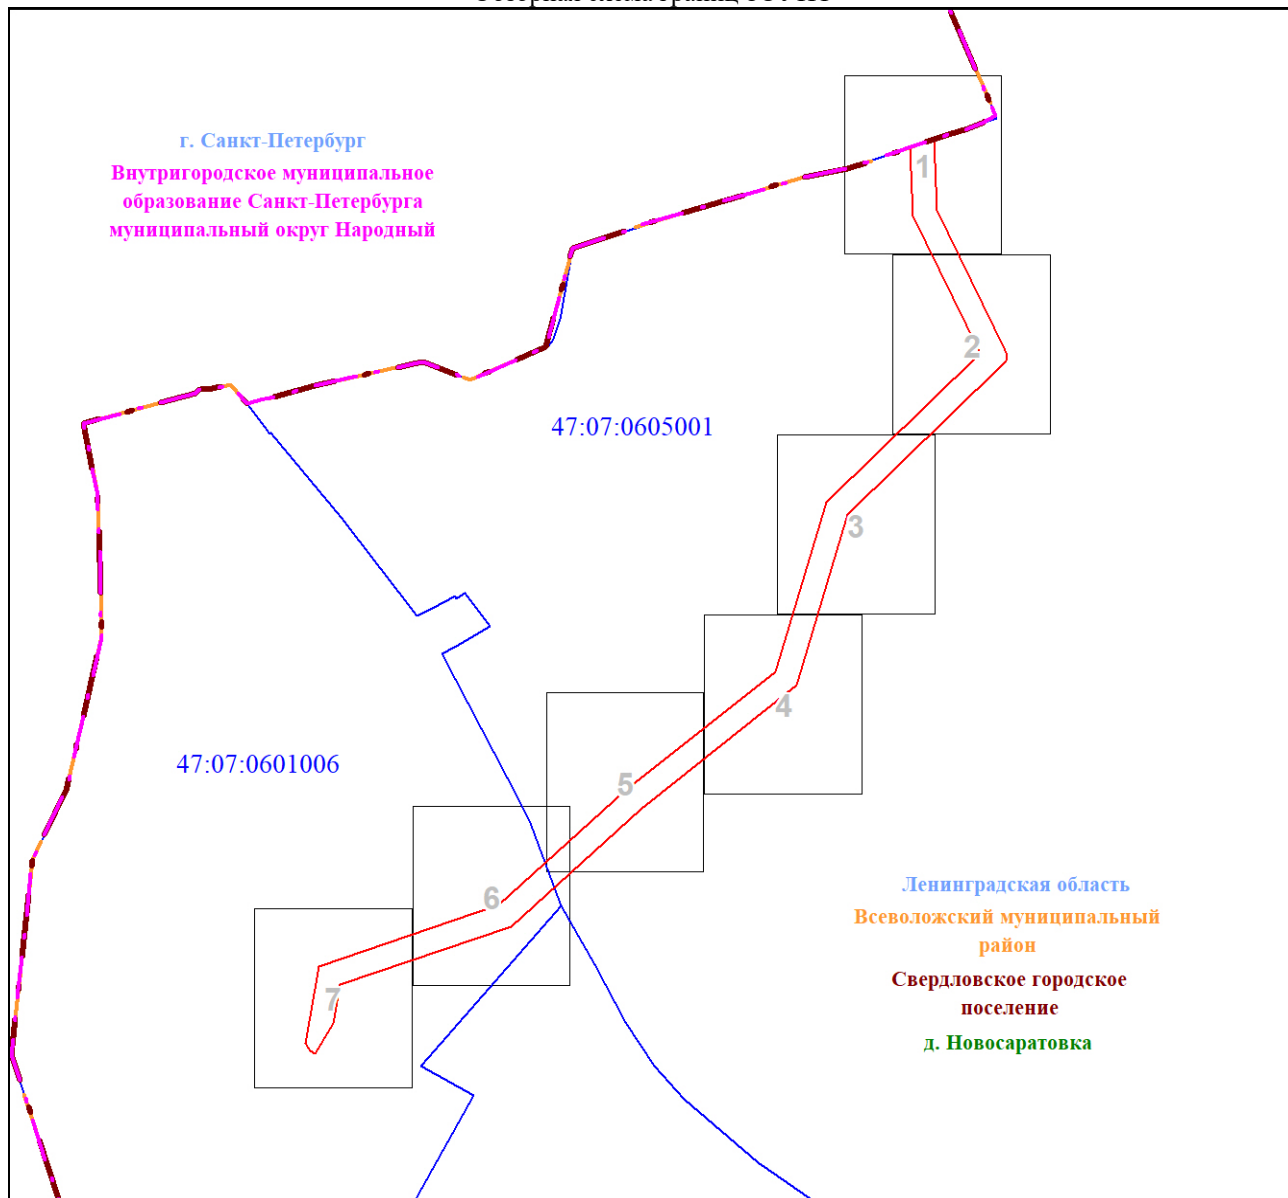 г. Санкт-Петербург
Внутригородское муниципальное
образование Санкт-Петербурга
муниципальный округ Народный
1
2
47:07:0605001
3
4
47:07:0601006
5
6
Ленинградская область
Всеволожский муниципальный
район
Свердловское городское
поселение
7
д. Новосаратовка